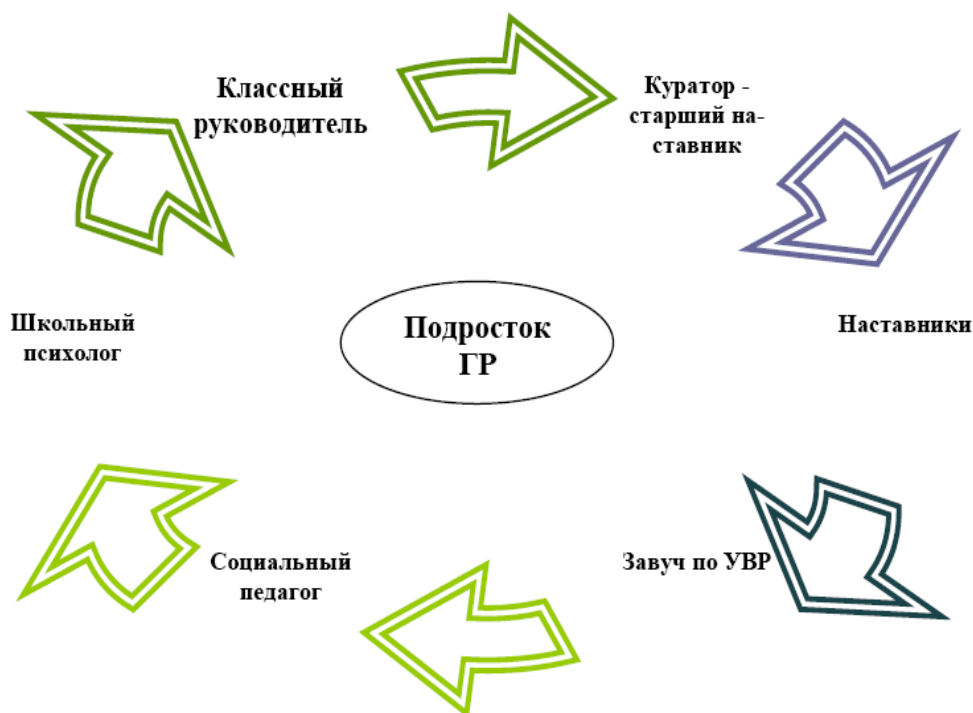 Классный
руководитель
Куратор -
старший на-
ставник
Школьный
психолог
Подросток
ГР
Наставники
Социальный
педагог
Завуч по УВР